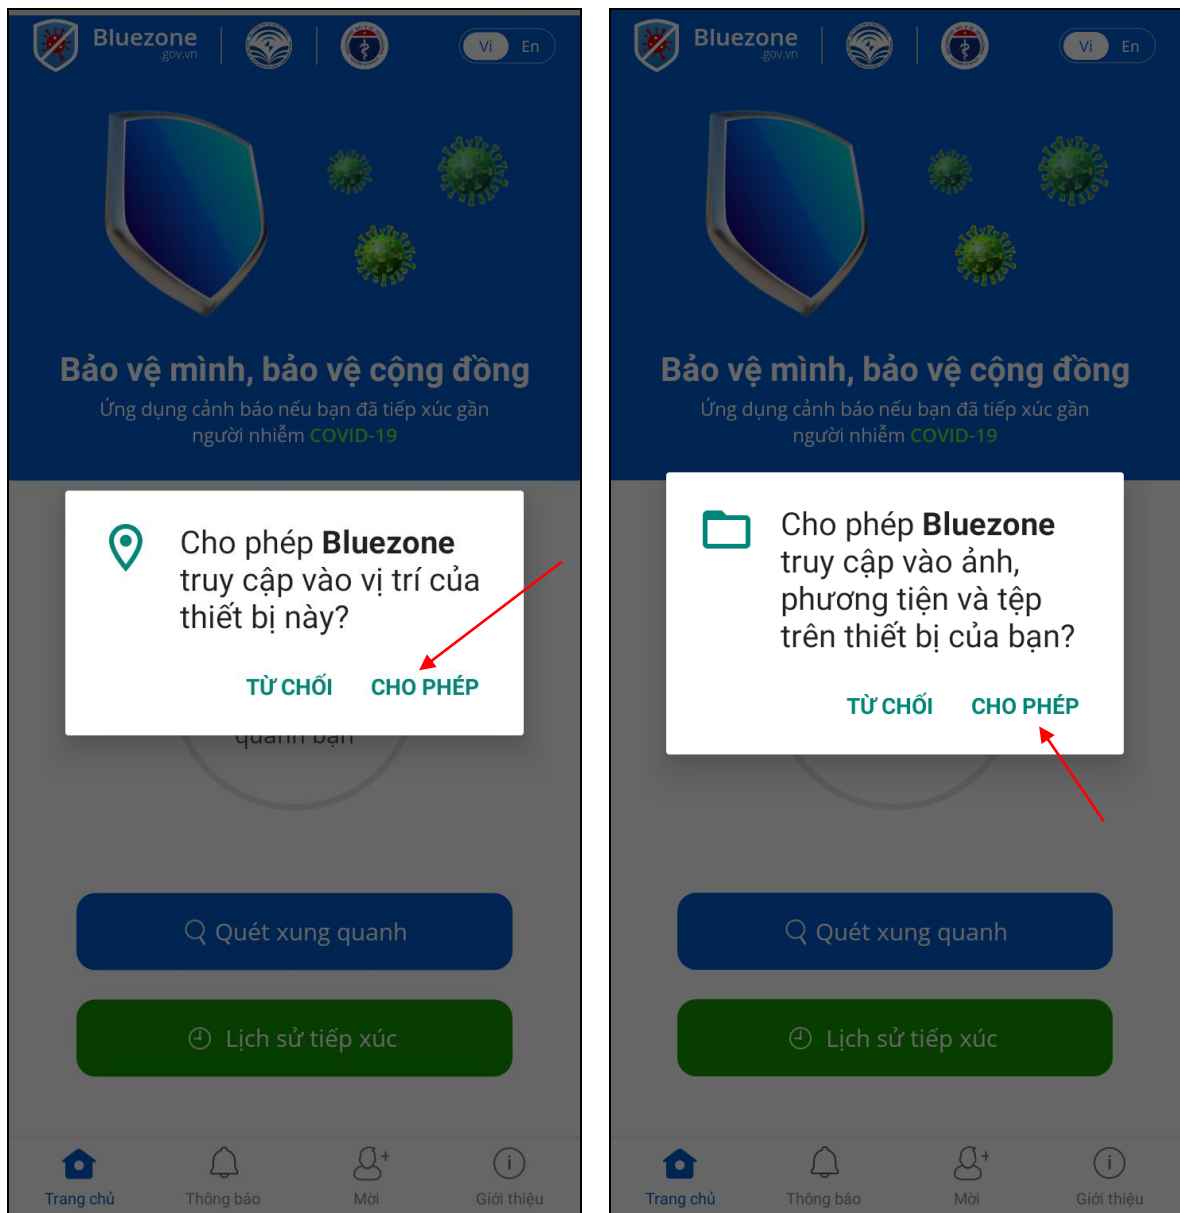 Bluezone
.gov.vn
Vi
En
Bảo vệ mình, bảo vệ cộng đồng
Ứng dụng cảnh báo nếu bạn đã tiếp xúc gần
người nhiễm COVID-19
Cho phép Bluezone
truy cập vào vị trí của
thiết bị này?
TỪ CHỐI
CHO PHÉP
quanh bạn
Quét xung quanh
Lịch sử tiếp xúc
Trang chủ
Thông báo
Mời
Giới thiệu
Bluezone
.gov.vn
Vi
En
Bảo vệ mình, bảo vệ cộng đồng
Ứng dụng cảnh báo nếu bạn đã tiếp xúc gần
người nhiễm COVID-19
Cho phép Bluezone
truy cập vào ảnh,
phương tiện và tệp
trên thiết bị của bạn?
TỪ CHỐI
CHO PHÉP
Quét xung quanh
Lịch sử tiếp xúc
Trang chủ
Thông báo
Mời
Giới thiệu